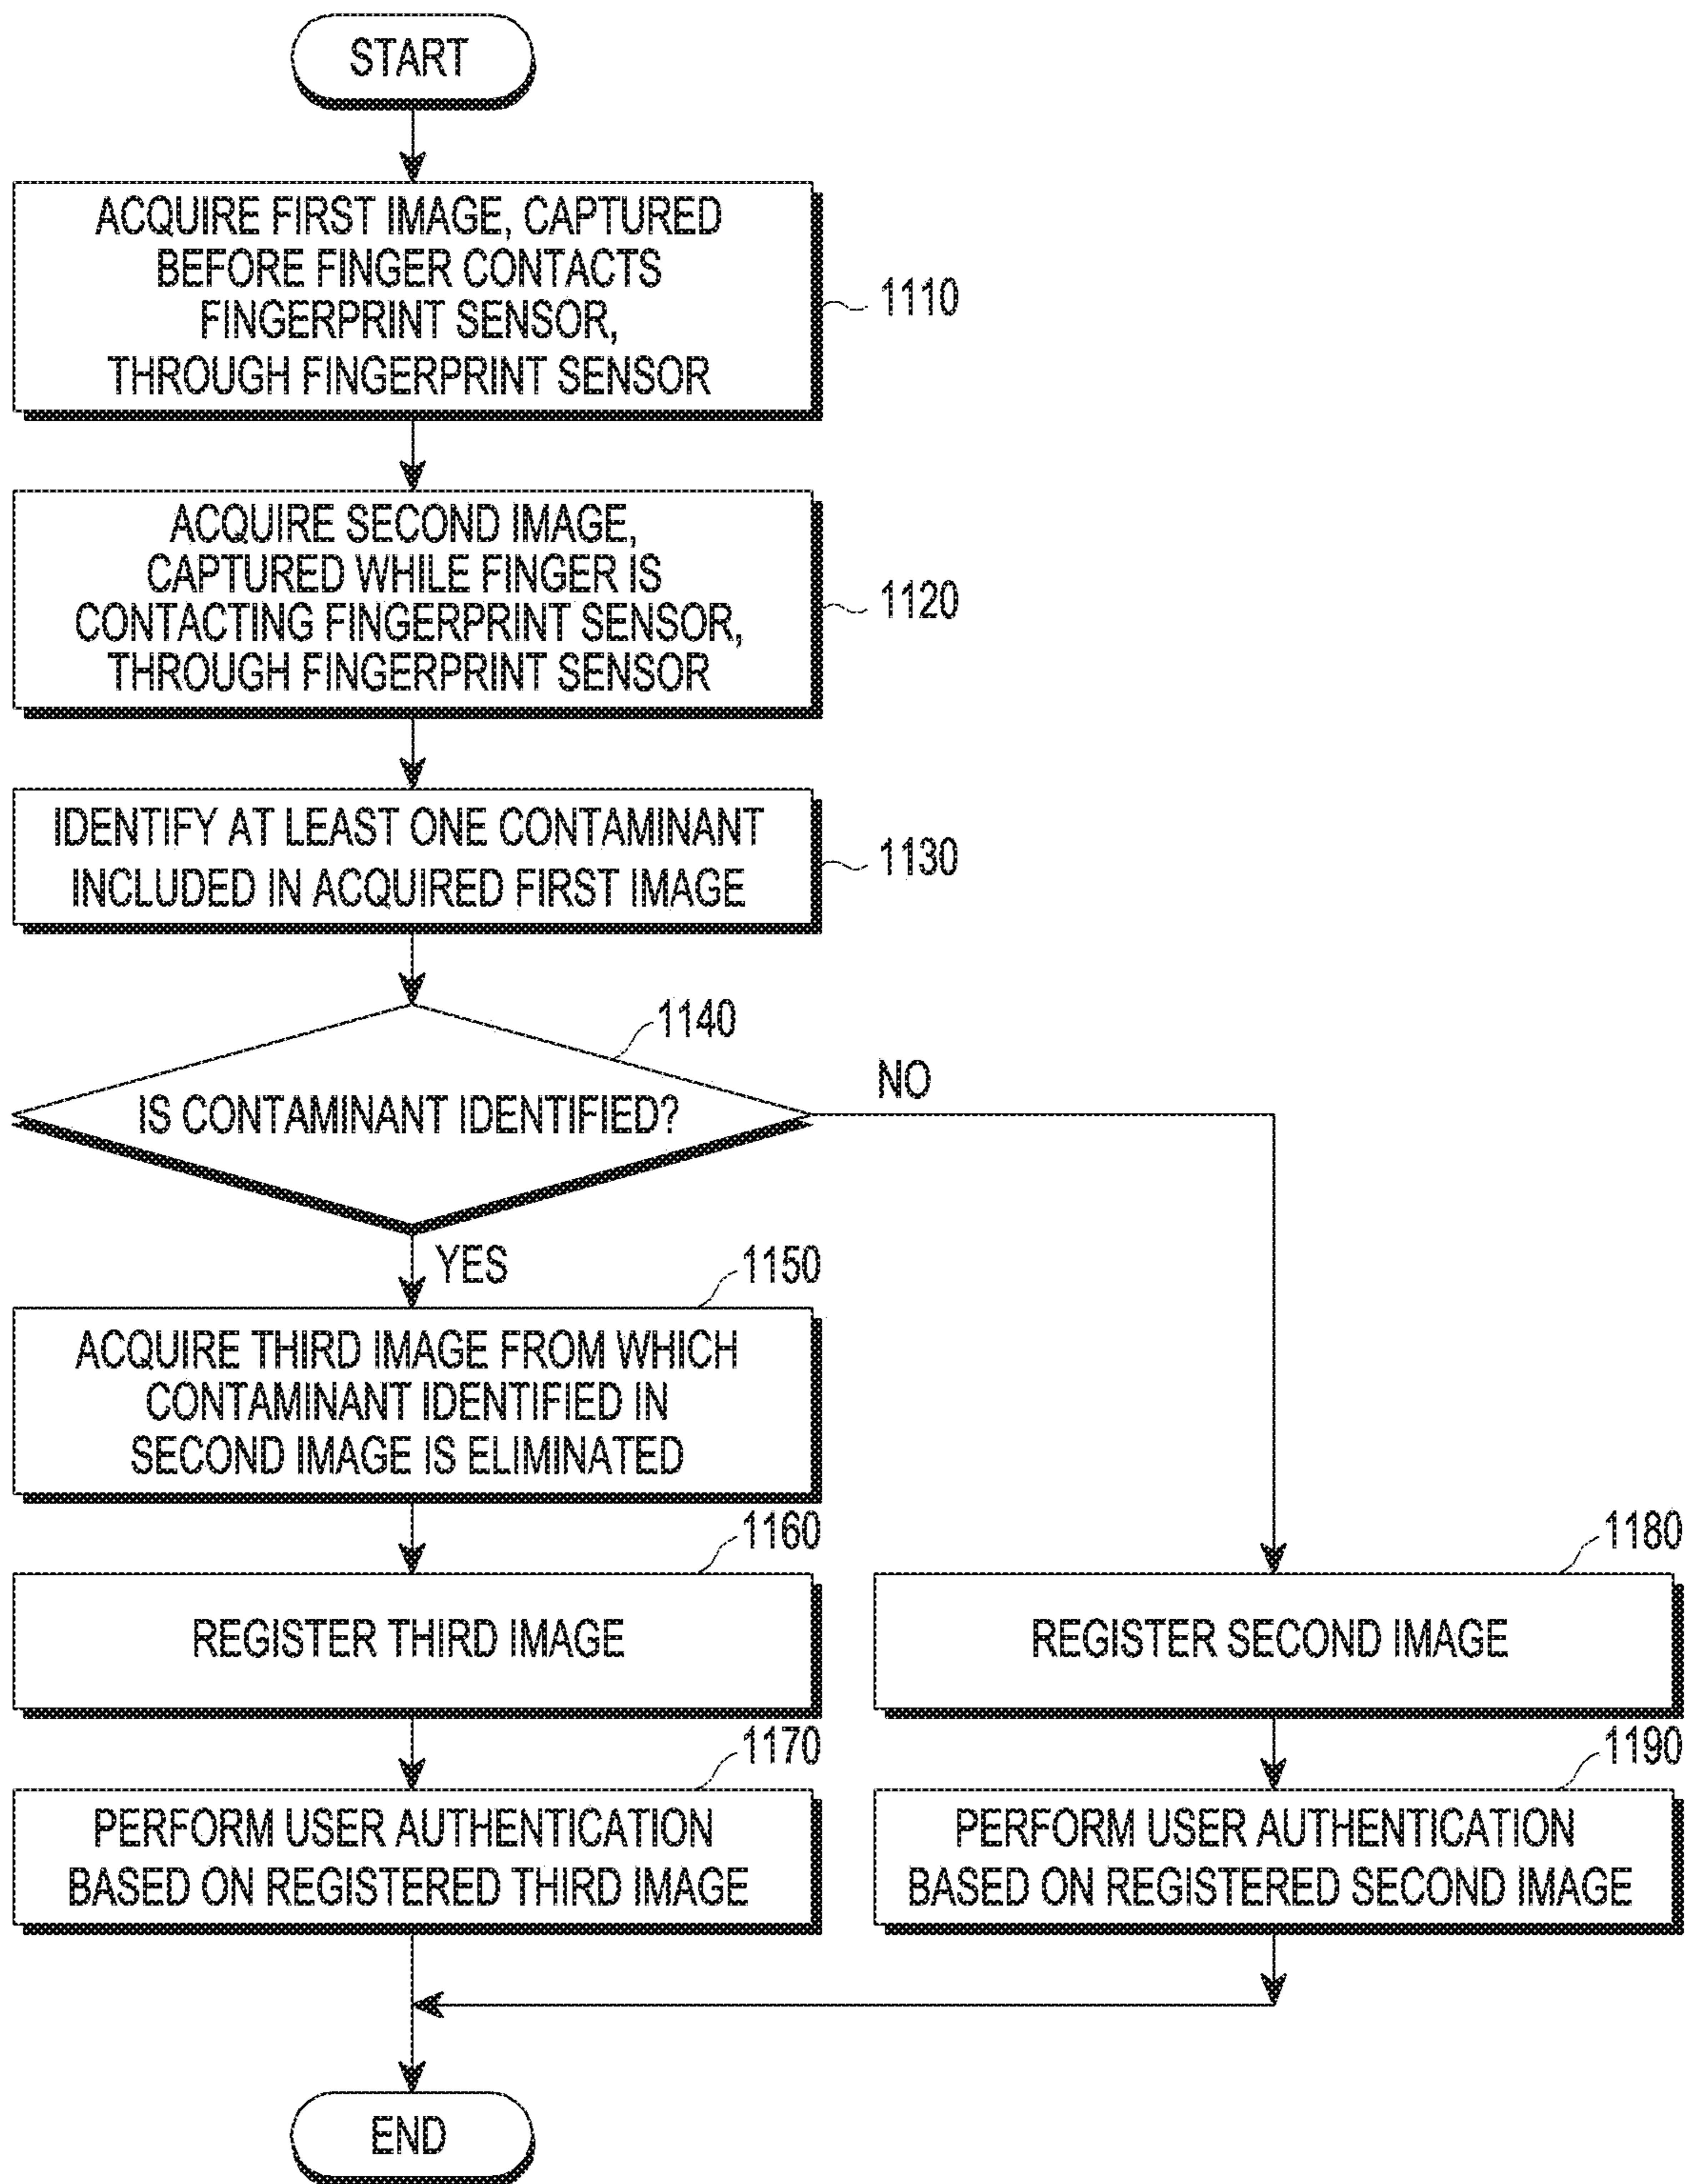 START
ACQUIRE FIRST IMAGE, CAPTURED
BEFORE FINGER CONTACTS
FINGERPRINT SENSOR,
THROUGH FINGERPRINT SENSOR
1110
ACQUIRE SECOND IMAGE,
CAPTURED WHILE FINGER IS
CONTACTING FINGERPRINT SENSOR,
THROUGH FINGERPRINT SENSOR
1120
IDENTIFY AT LEAST ONE CONTAMINANT
INCLUDED IN ACQUIRED FIRST IMAGE
1130
1140
IS CONTAMINANT IDENTIFIED?
NO
YES
1150
ACQUIRE THIRD IMAGE FROM WHICH
CONTAMINANT IDENTIFIED IN
SECOND IMAGE IS ELIMINATED
1160
REGISTER THIRD IMAGE
1180
REGISTER SECOND IMAGE
1170
PERFORM USER AUTHENTICATION
BASED ON REGISTERED THIRD IMAGE
1190
PERFORM USER AUTHENTICATION
BASED ON REGISTERED SECOND IMAGE
END